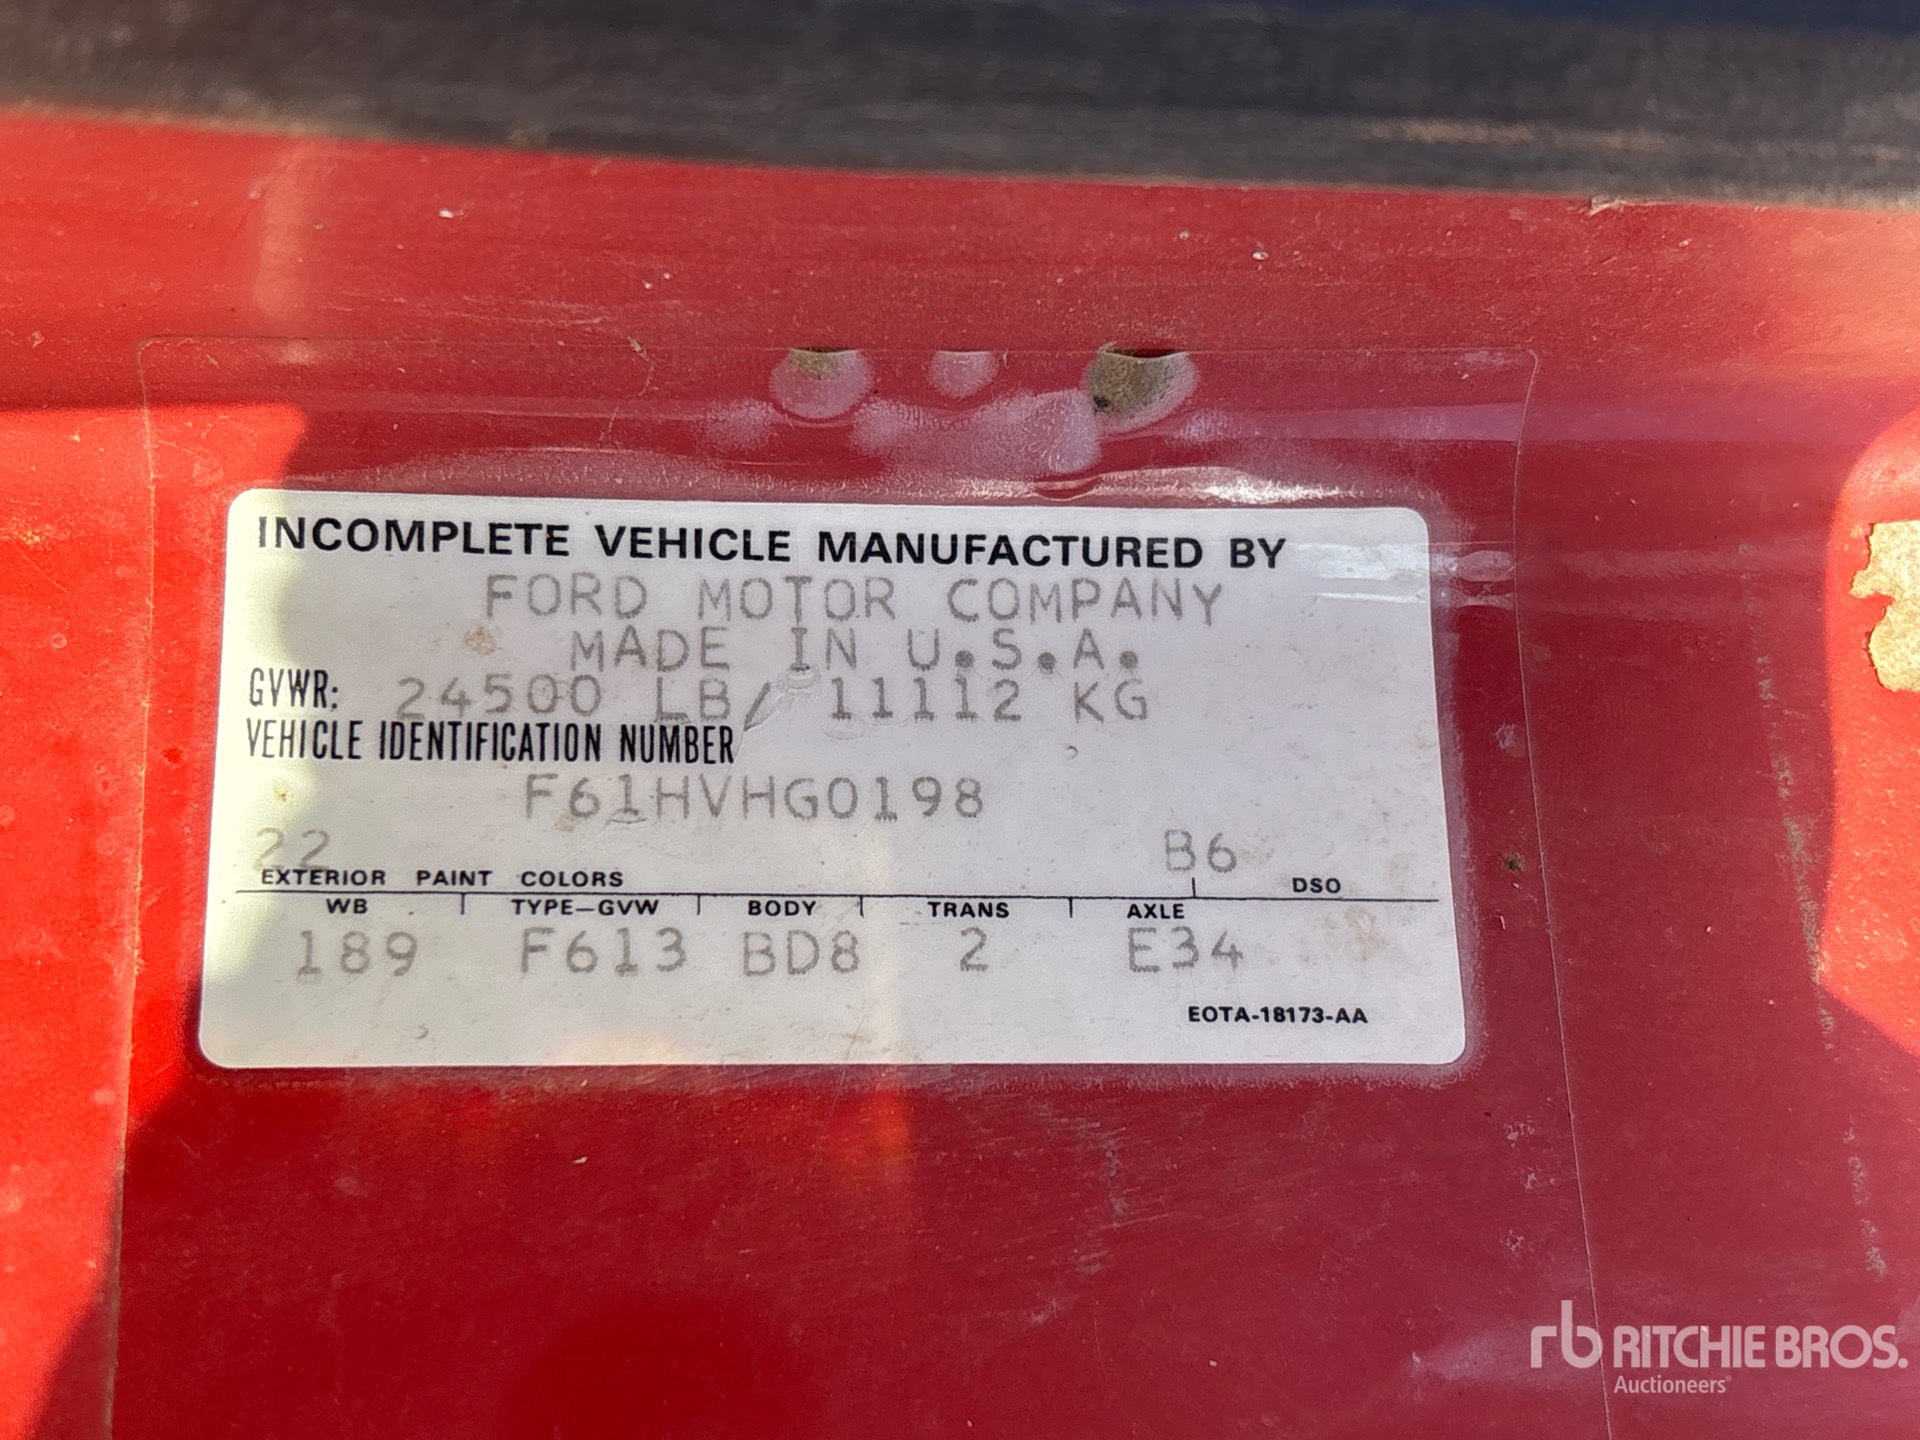 INCOMPLETE VEHICLE MANUFACTURED BY
FORD MOTOR COMPANY
MADE IN U.S.A.
GVWR: 24500 LB/ 11112 KG
VEHICLE IDENTIFICATION NUMBER
F61HVHG0198
22 B6
EXTERIOR PAINT COLORS DSO
WB TYPE-GVW BODY TRANS AXLE
189 F613 BD8 2 E34
EOTA-18173-AA
rb RITCHIE BROS.
Auctioneers